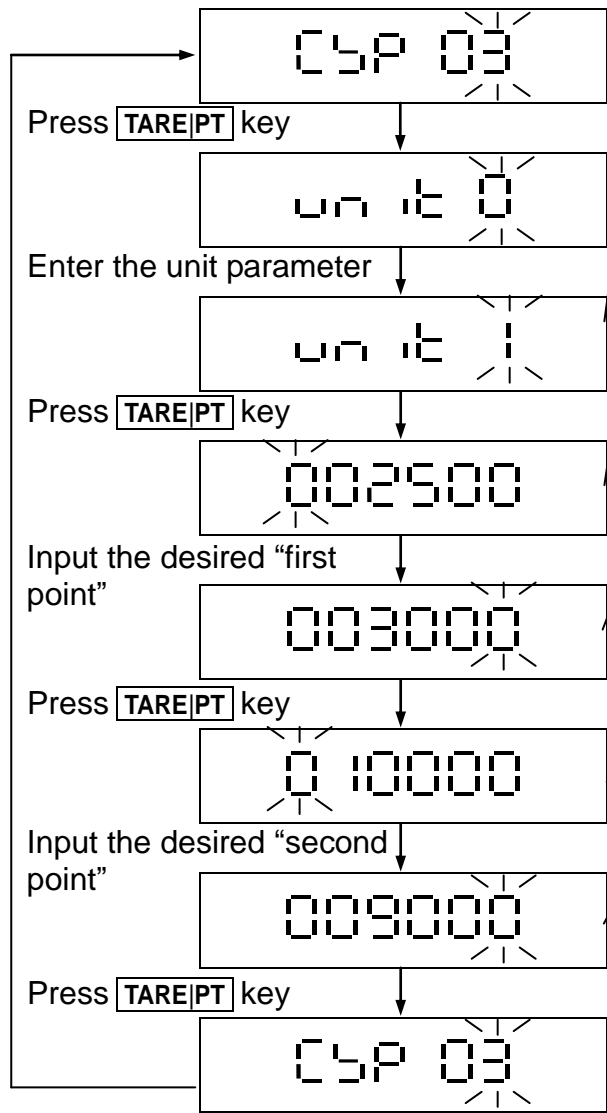 CSP 03
Press TARE|PT key
unit 0
Enter the unit parameter
unit 1
Press TARE|PT key
002500
Input the desired “first
point”
003000
Press TARE|PT key
010000
Input the desired “second
point”
009000
Press TARE|PT key
CSP 03